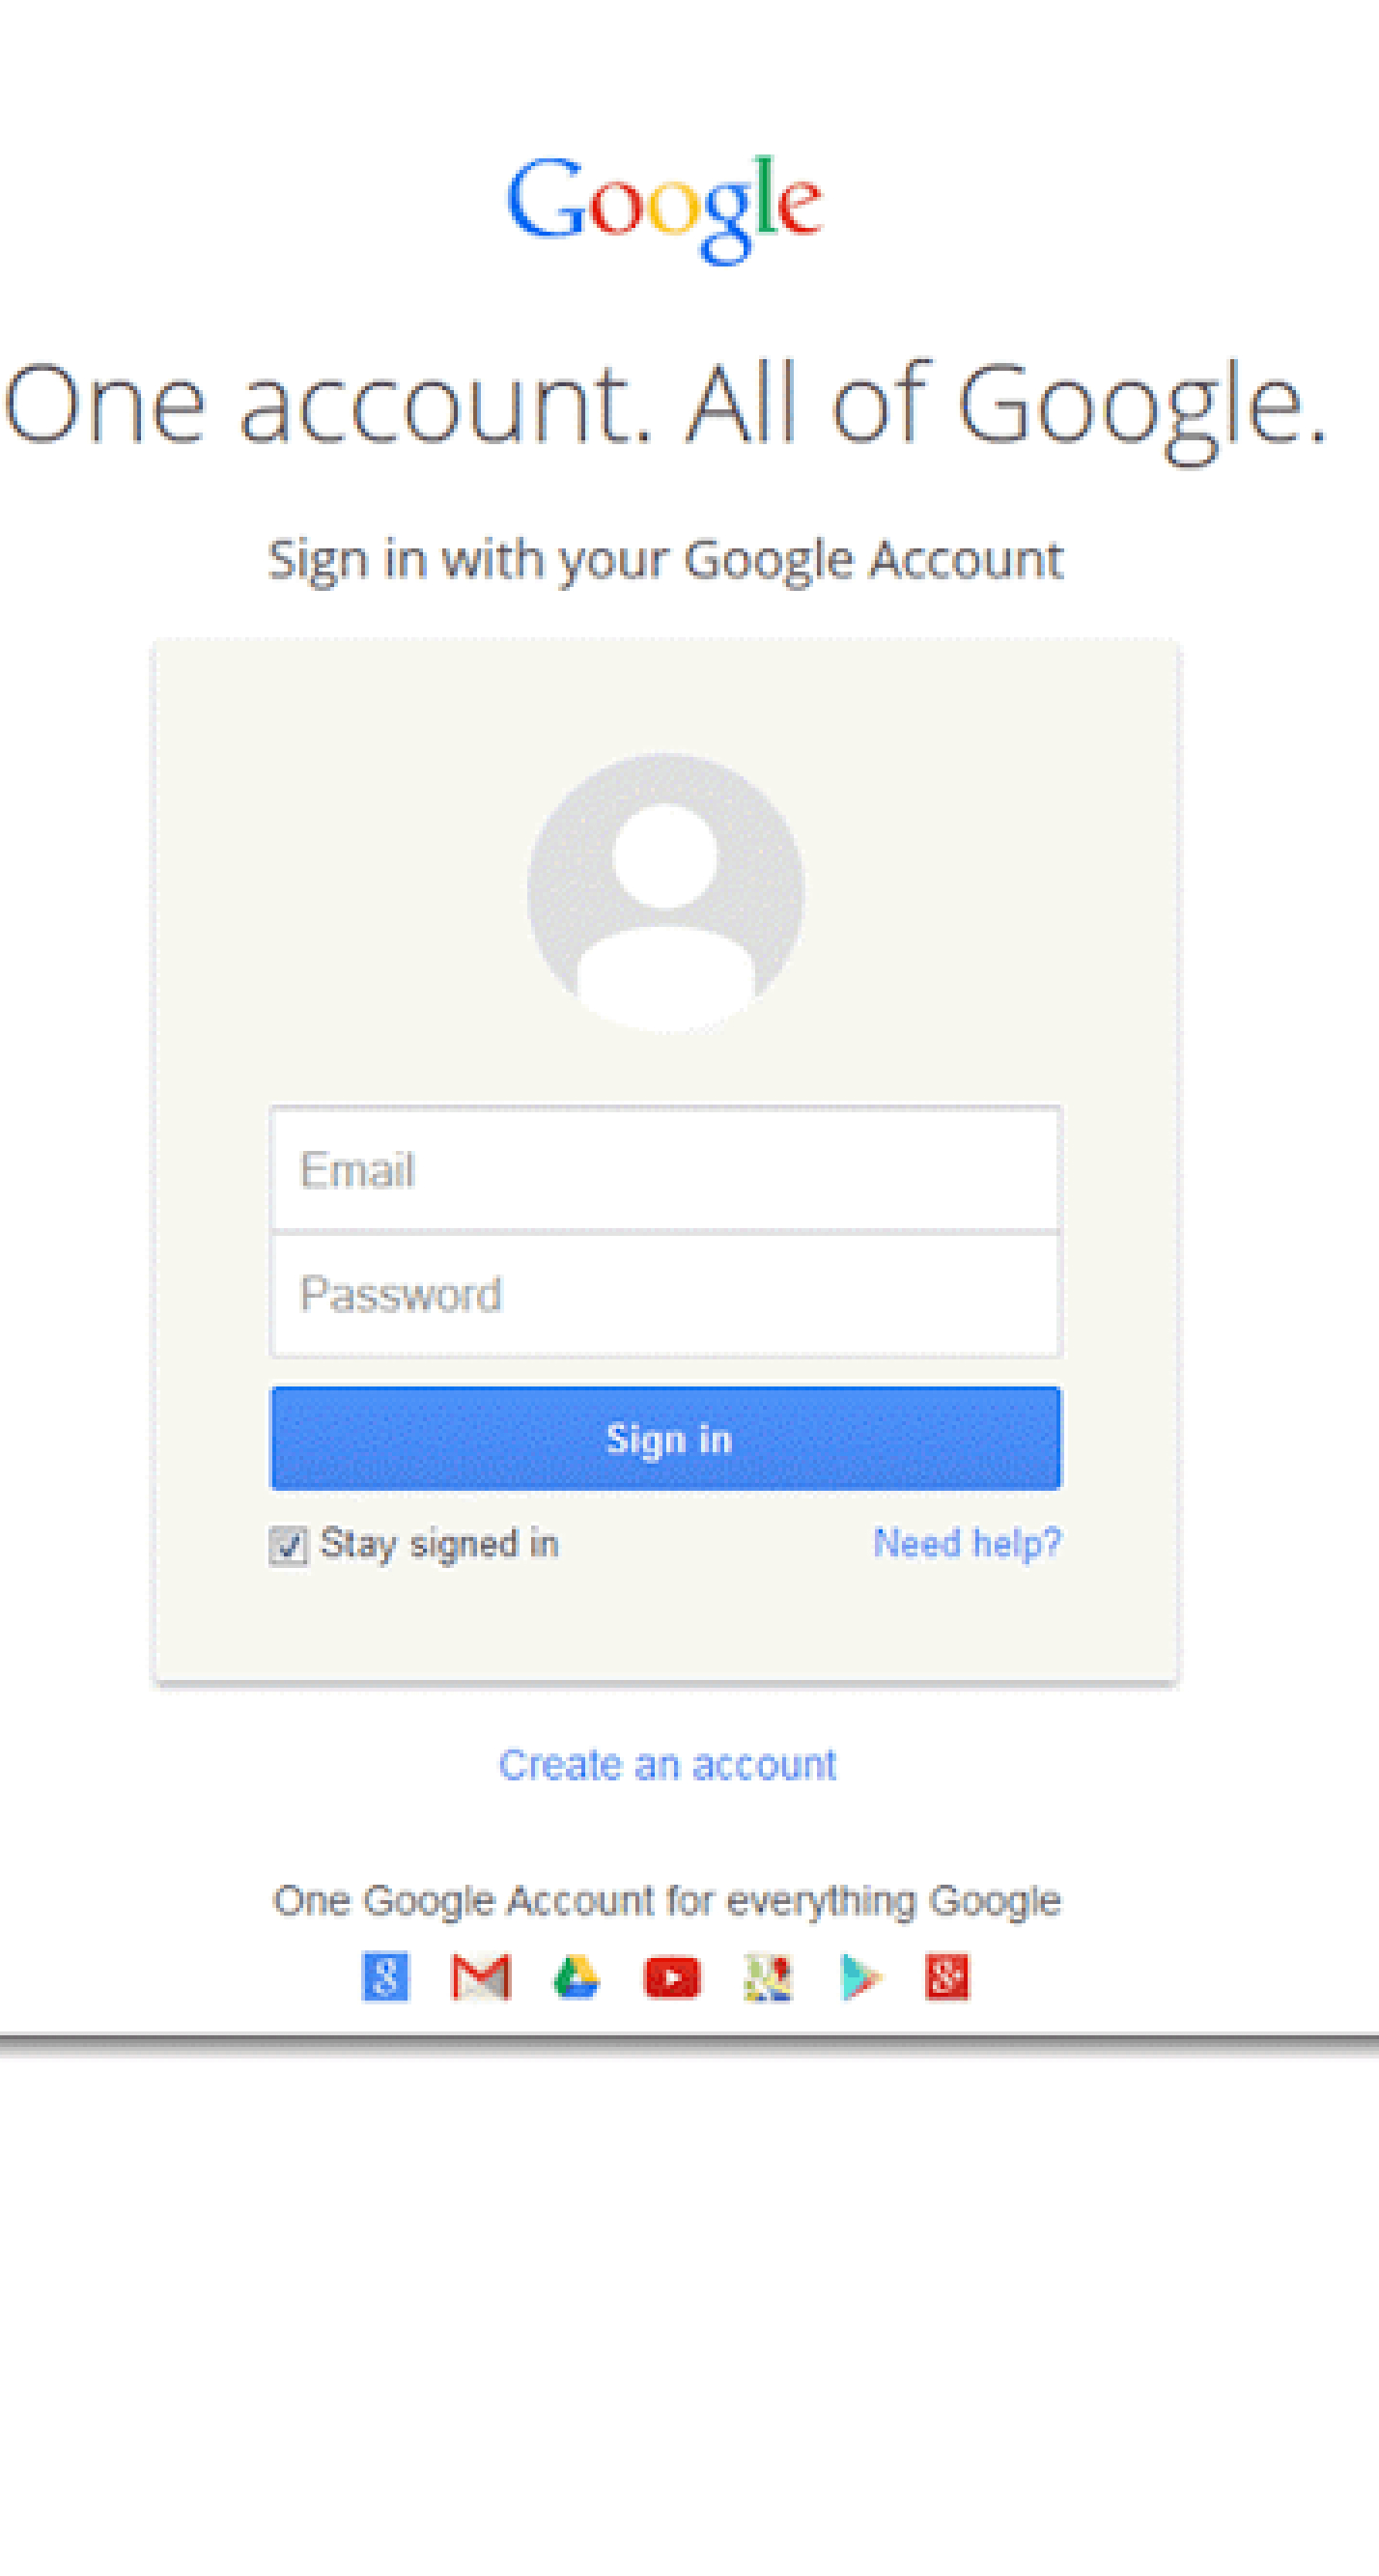 Google
One account. All of Google.
Sign in with your Google Account
Email
Password
Sign in
Stay signed in Need help?
Create an account
One Google Account for everything Google